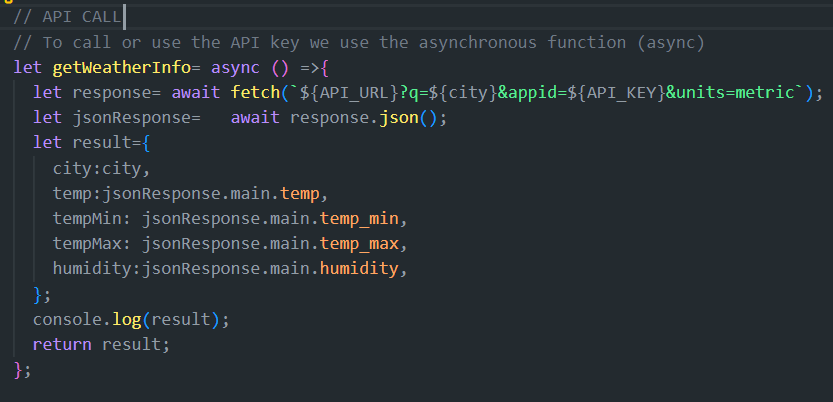 // API CALL
// To call or use the API key we use the asynchronous function (async)
let getWeatherInfo= async () =>{
  let response= await fetch(`${API_URL}?q=${city}&appid=${API_KEY}&units=metric`);
  let jsonResponse=   await response.json();
  let result={
    city:city,
    temp:jsonResponse.main.temp,
    tempMin: jsonResponse.main.temp_min,
    tempMax: jsonResponse.main.temp_max,
    humidity:jsonResponse.main.humidity,
  };
  console.log(result);
  return result;
};